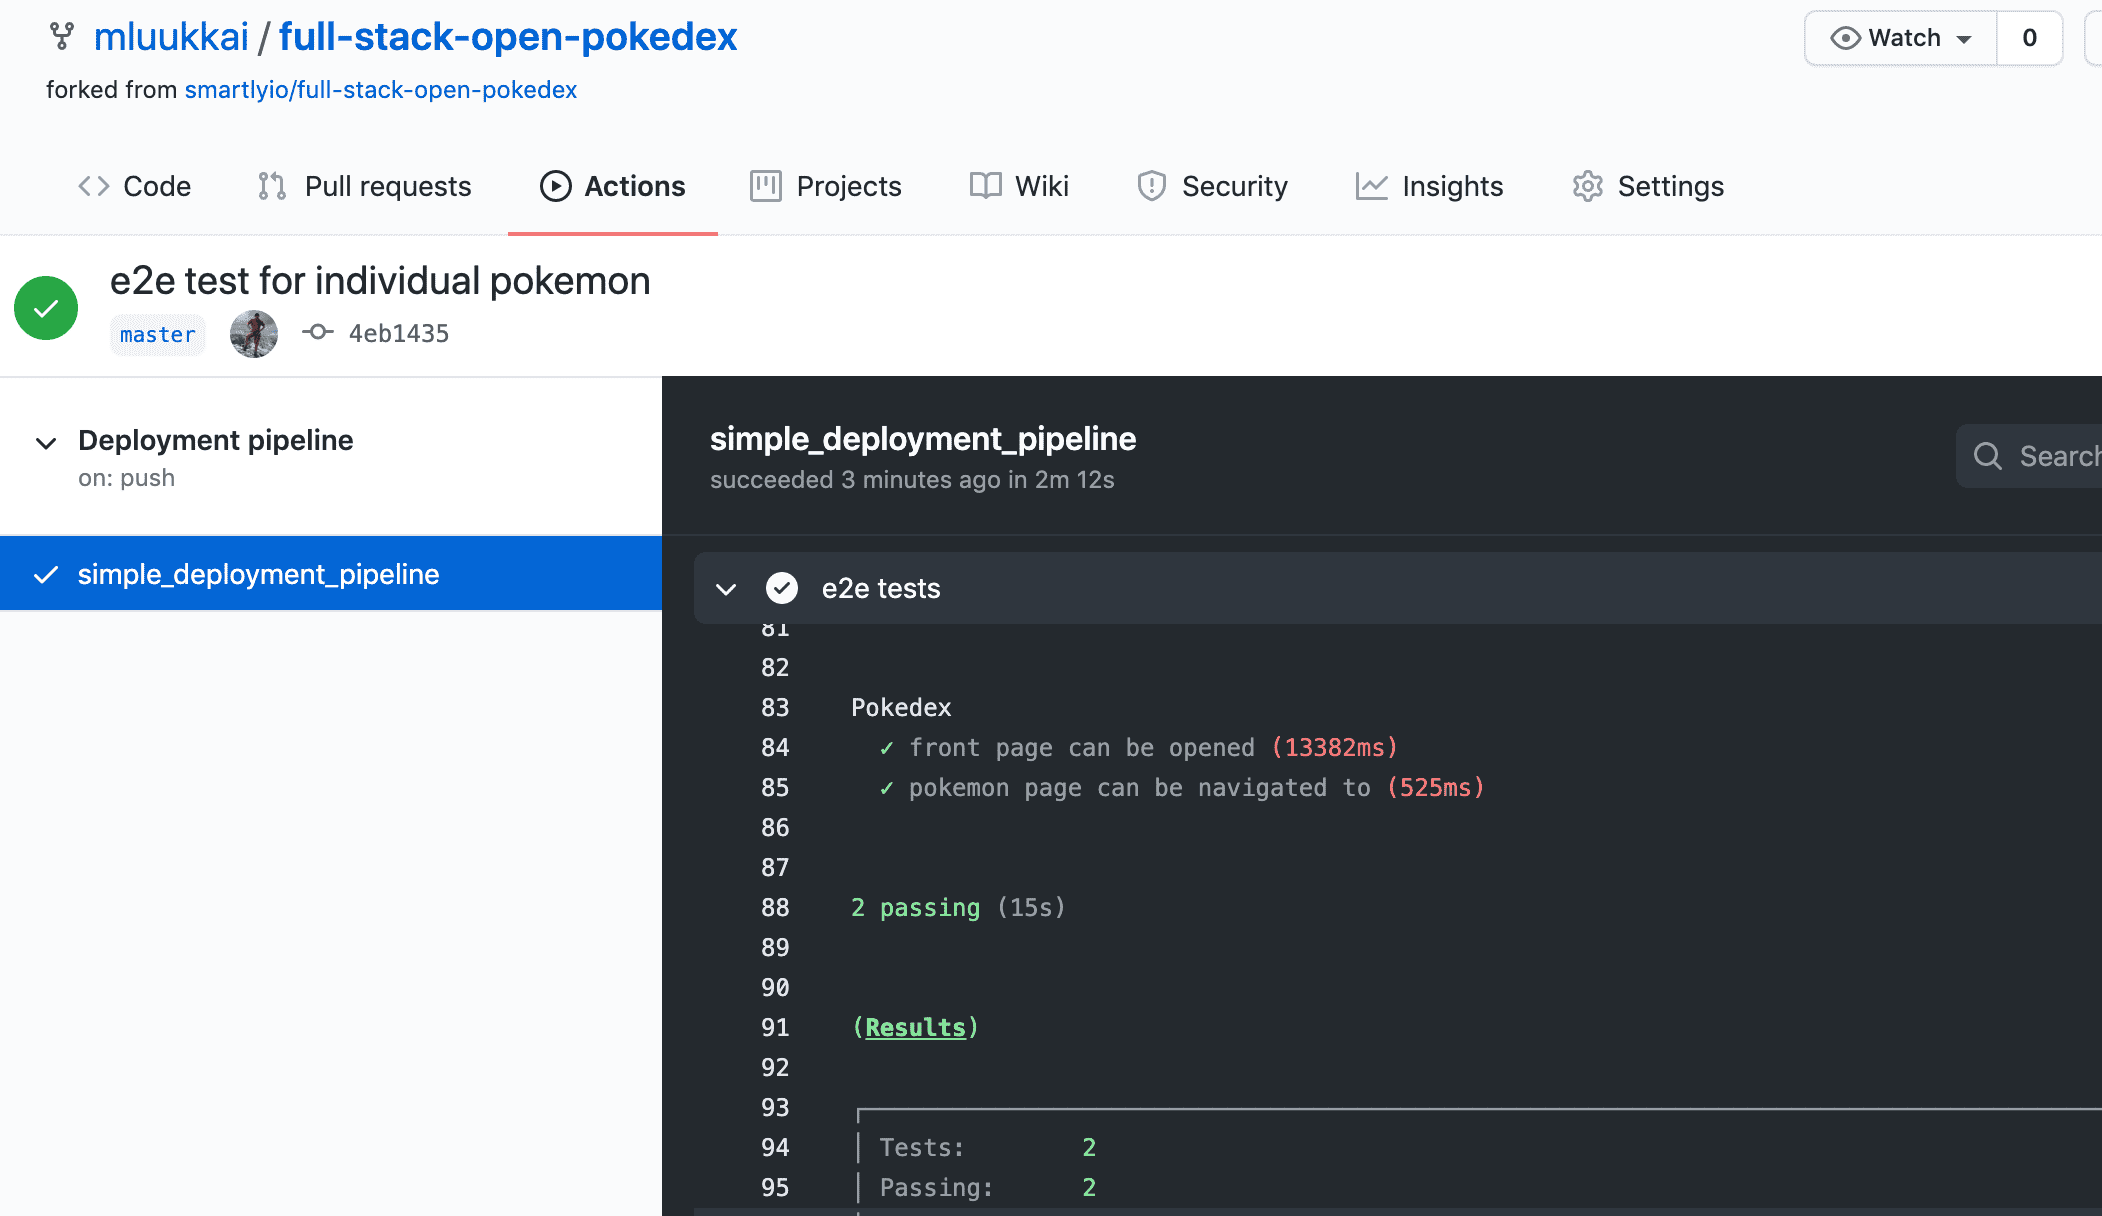 mluukkai / full-stack-open-pokedex
Watch 0
forked from smartlyio/full-stack-open-pokedex
Code Pull requests Actions Projects Wiki Security Insights Settings
e2e test for individual pokemon
master 4eb1435
Deployment pipeline
on: push
simple_deployment_pipeline
simple_deployment_pipeline
succeeded 3 minutes ago in 2m 12s
Search
e2e tests
81
82
83 Pokedex
84 ✓ front page can be opened (13382ms)
85 ✓ pokemon page can be navigated to (525ms)
86
87
88 2 passing (15s)
89
90
91 (Results)
92
93
94 │ Tests: 2
95 │ Passing: 2